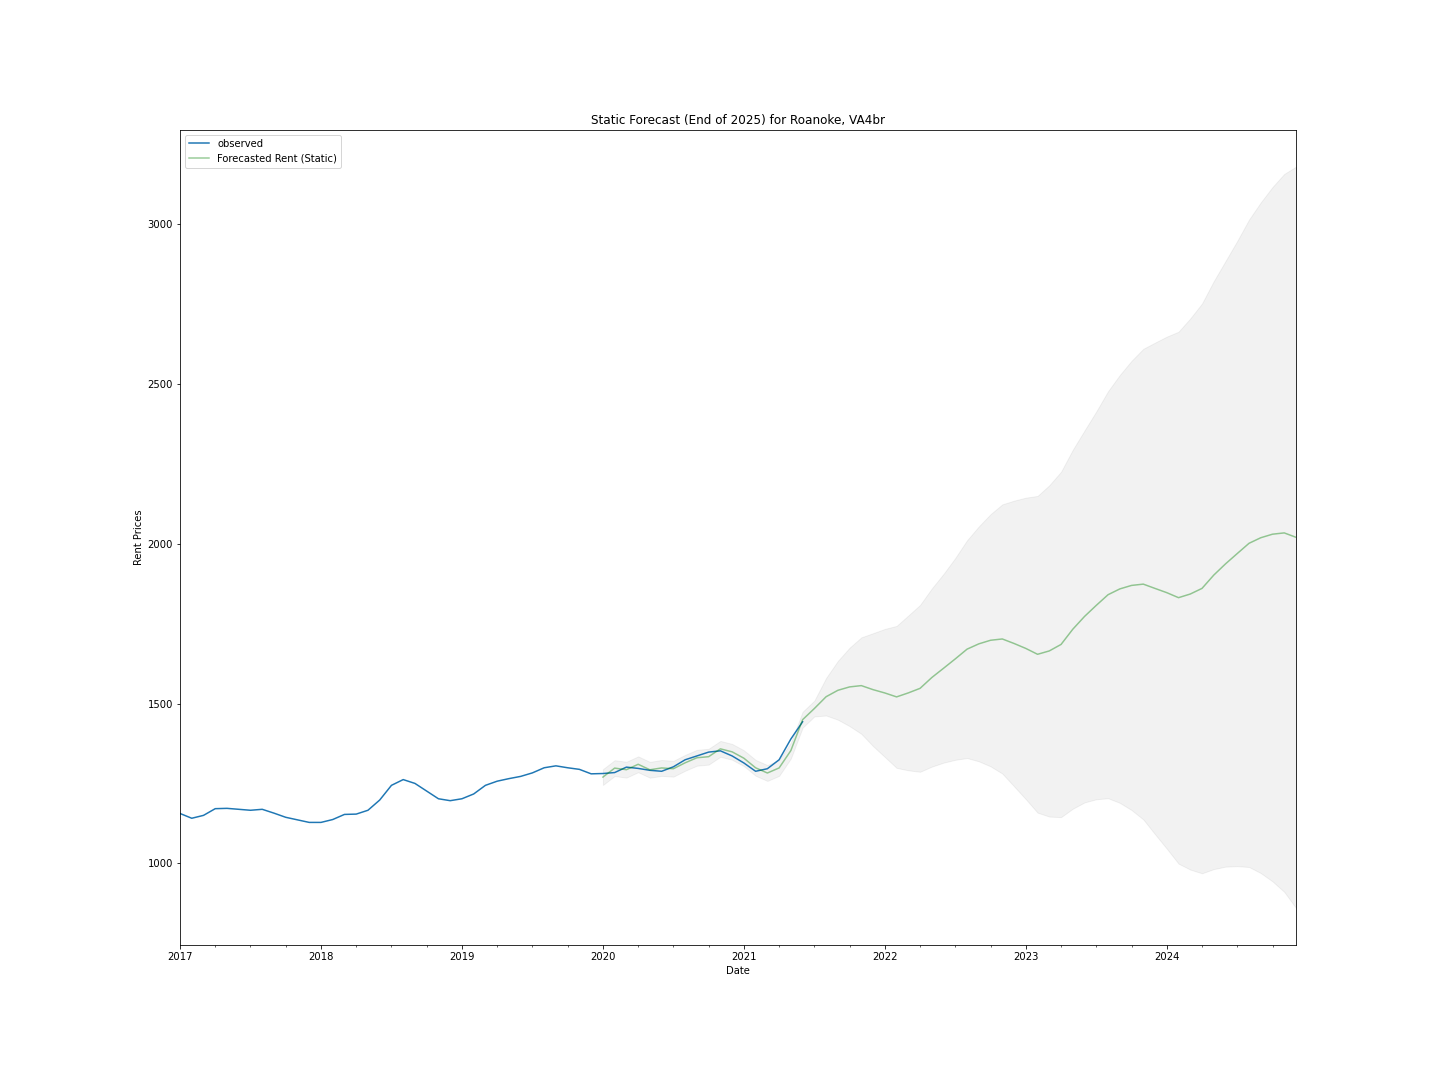 Static Forecast (End of 2025) for Roanoke, VA4br
observed
Forecasted Rent (Static)
3000
2500
2000
1500
1000
Rent Prices
2017 2018 2019 2020 2021 2022 2023 2024
Date